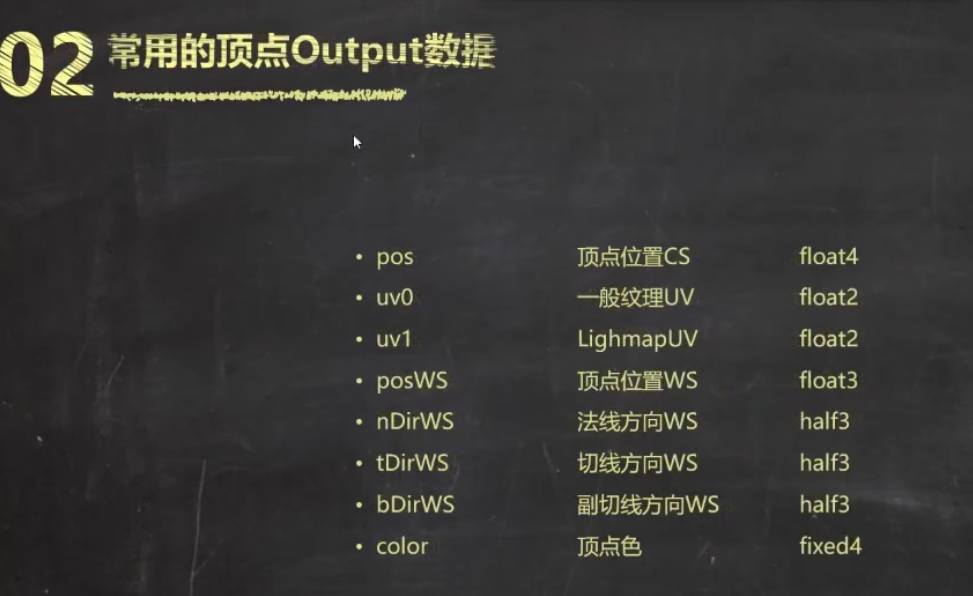 02 常用的顶点Output数据
• pos 顶点位置CS float4
• uv0 一般纹理UV float2
• uv1 LighmapUV float2
• posWS 顶点位置WS float3
• nDirWS 法线方向WS half3
• tDirWS 切线方向WS half3
• bDirWS 副切线方向WS half3
• color 顶点色 fixed4